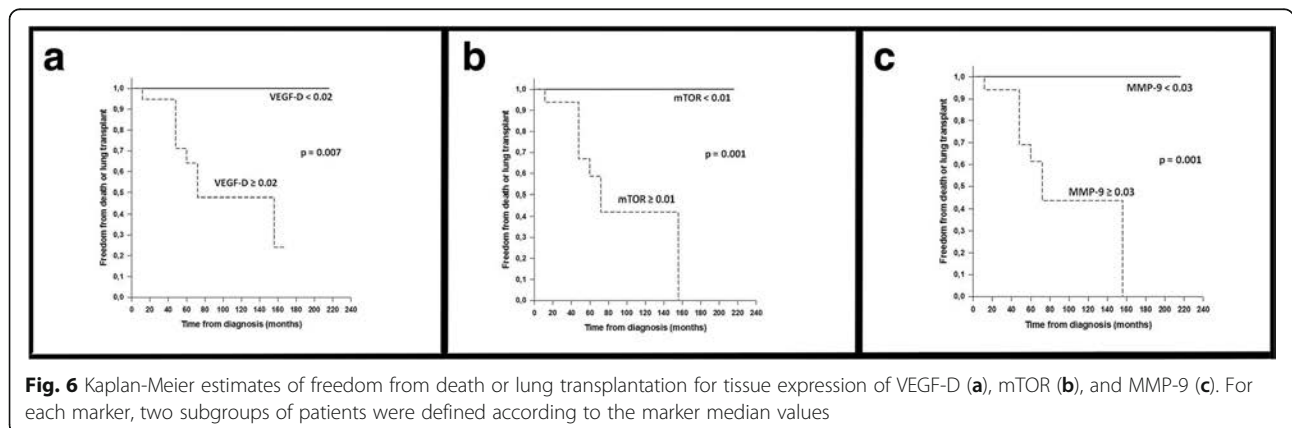 a
1,0
0,9
0,8
0,7
0,6
0,5
0,4
0,3
0,2
0,1
0,0
Freedom from death or lung transplant
VEGF-D < 0.02
p = 0.007
VEGF-D ≥ 0.02
0 20 40 60 80 100 120 140 160 180 200 220 240
Time from diagnosis (months)
b
1,0
0,9
0,8
0,7
0,6
0,5
0,4
0,3
0,2
0,1
0,0
Freedom from death or lung transplant
mTOR < 0.01
p = 0.001
mTOR ≥ 0.01
0 20 40 60 80 100 120 140 160 180 200 220 240
Time from diagnosis (months)
c
1,0
0,9
0,8
0,7
0,6
0,5
0,4
0,3
0,2
0,1
0,0
Freedom from death or lung transplant
MMP-9 < 0.03
p = 0.001
MMP-9 ≥ 0.03
0 20 40 60 80 100 120 140 160 180 200 220 240
Time from diagnosis (months)
Fig. 6 Kaplan-Meier estimates of freedom from death or lung transplantation for tissue expression of VEGF-D (a), mTOR (b), and MMP-9 (c). For
each marker, two subgroups of patients were defined according to the marker median values